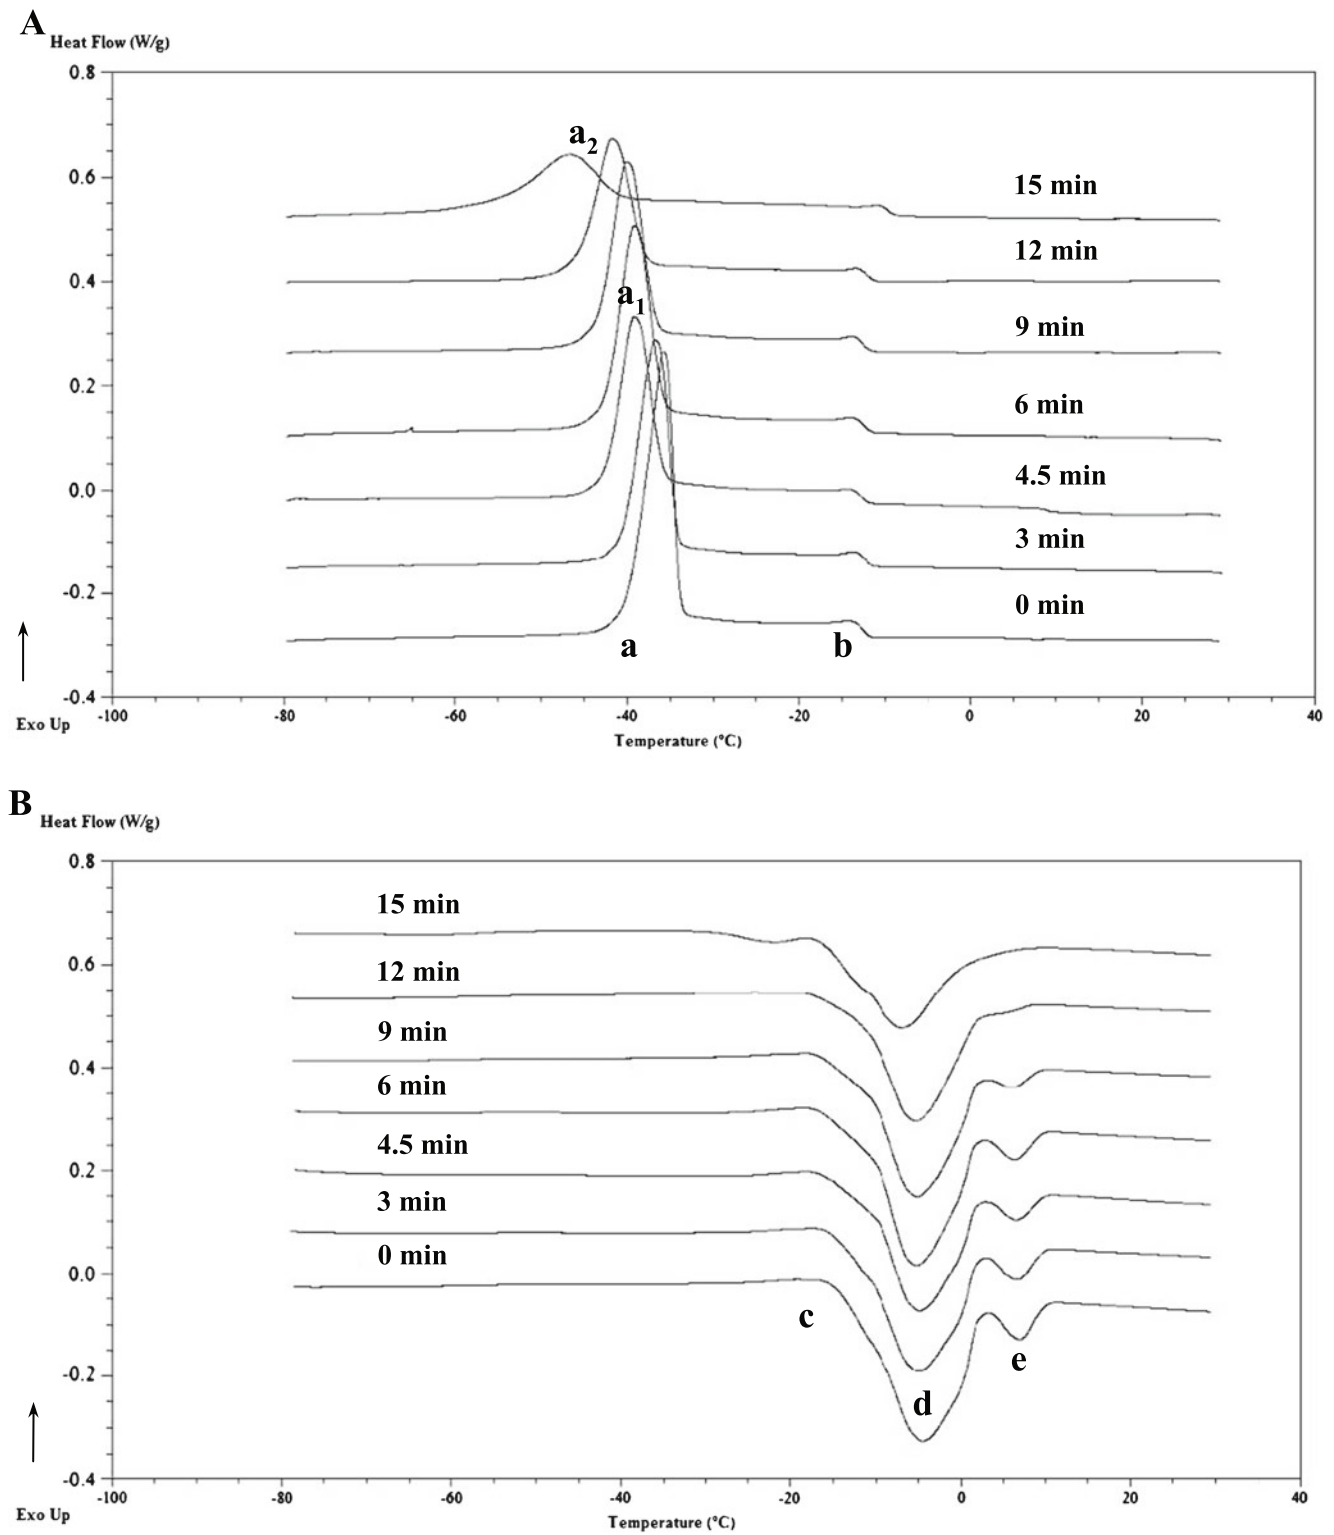 A
Heat Flow (W/g)
0.8
0.6
0.4
0.2
0.0
-0.2
-0.4
a2
a1
15 min
12 min
9 min
6 min
4.5 min
3 min
0 min
a
b
Exo Up
-100
-80
-60
-40
-20
0
20
40
Temperature (°C)
B
Heat Flow (W/g)
0.8
0.6
0.4
0.2
0.0
-0.2
-0.4
15 min
12 min
9 min
6 min
4.5 min
3 min
0 min
c
d
e
Exo Up
-100
-80
-60
-40
-20
0
20
40
Temperature (°C)